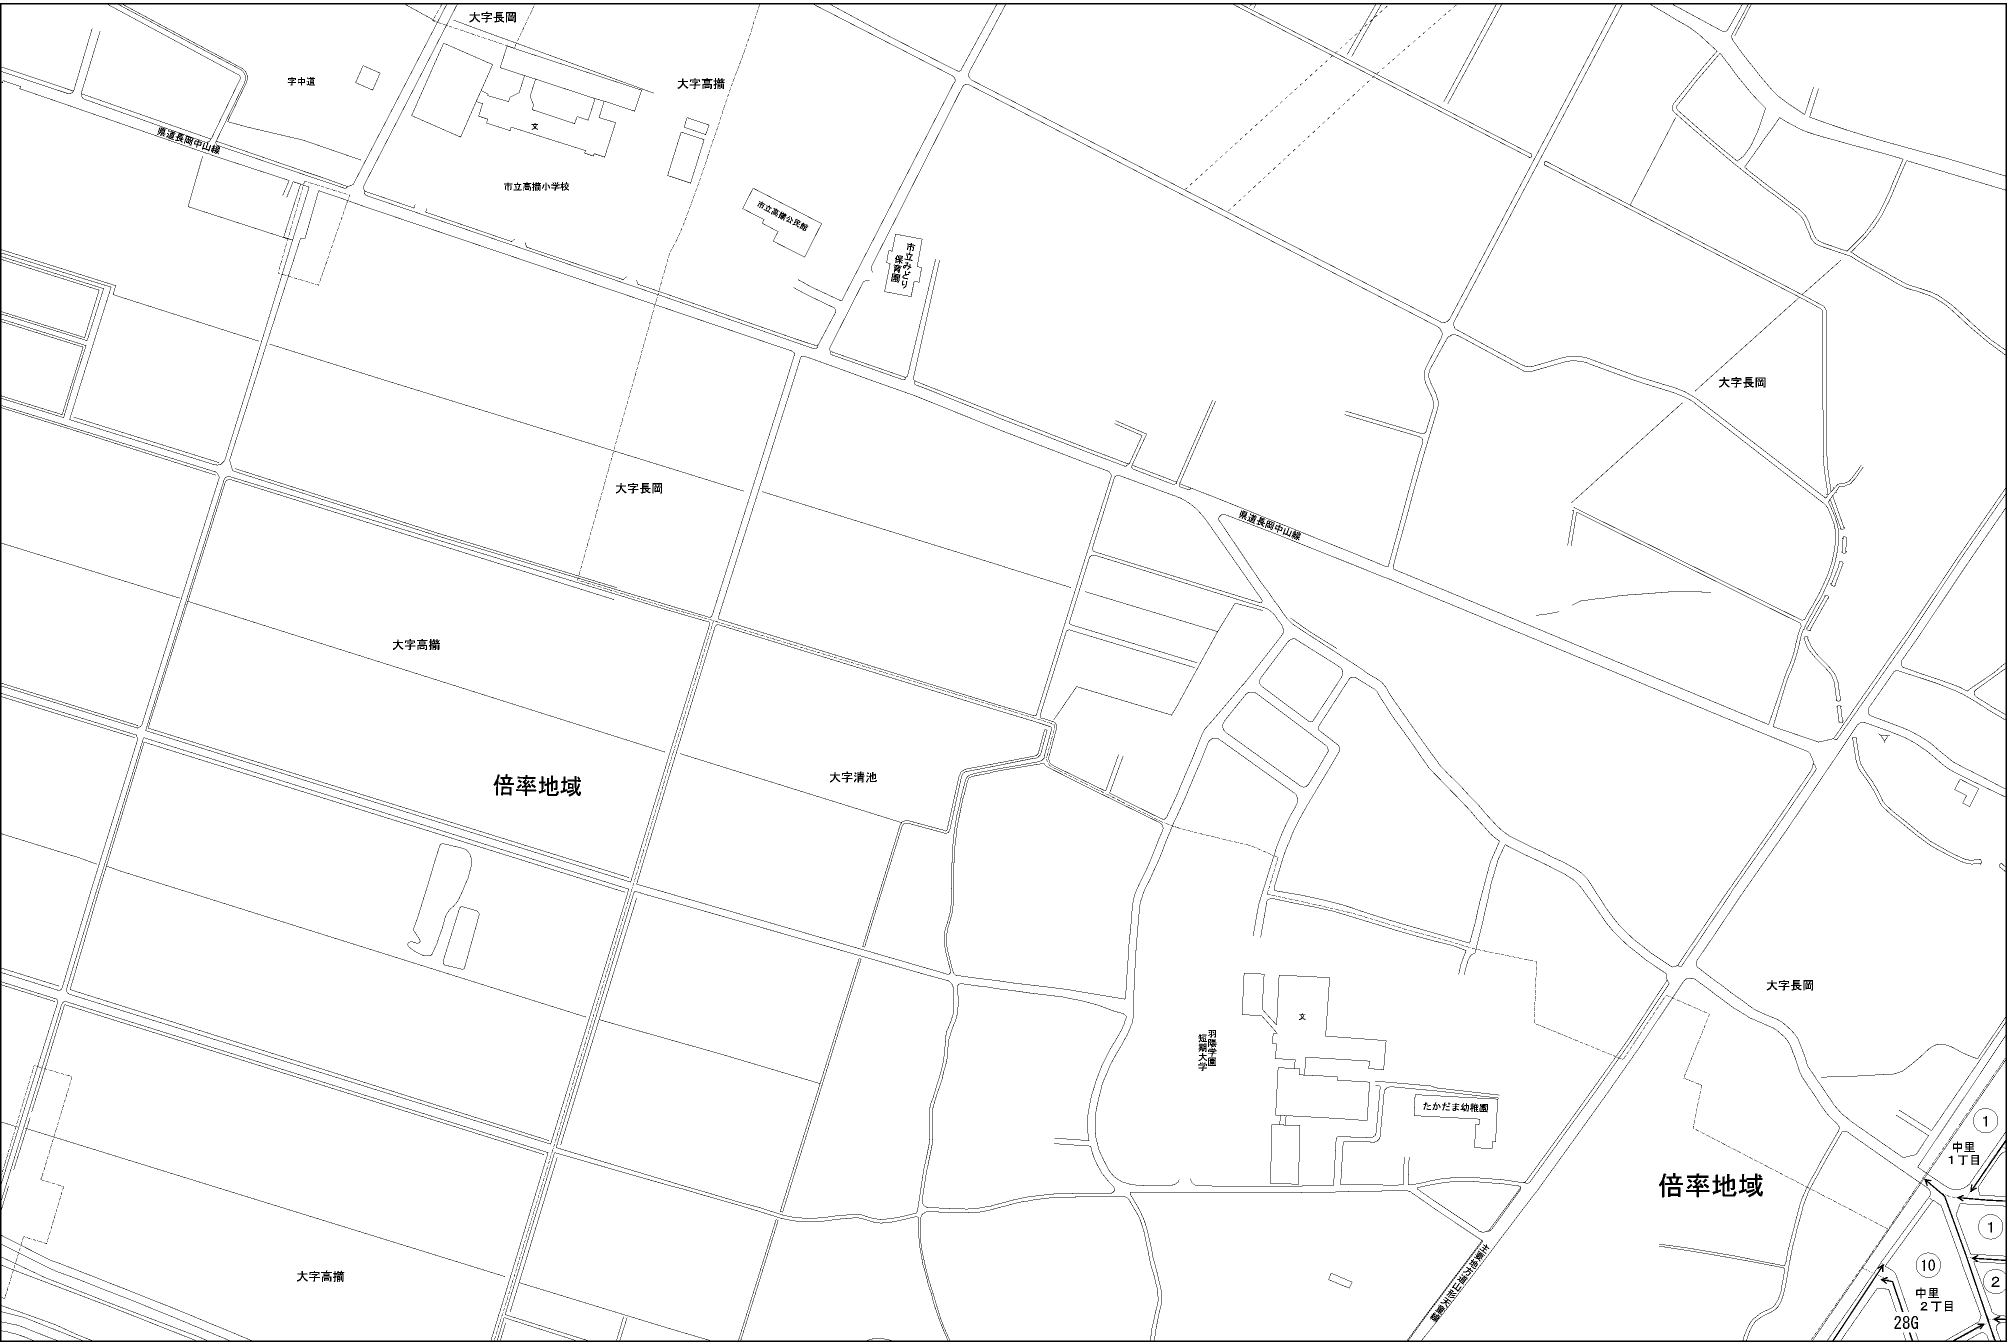 大字長岡
字中道
大字高擶
文
県道長岡中山線
市立高擶小学校
市立高擶公民館
市立みどり
保育園
大字長岡
大字長岡
県道長岡中山線
大字高擶
大字清池
倍率地域
大字長岡
文
羽陽学園
短期大学
たかだま幼稚園
1
中里
1丁目
倍率地域
1
10
大字高擶
2
中里
2丁目
28G